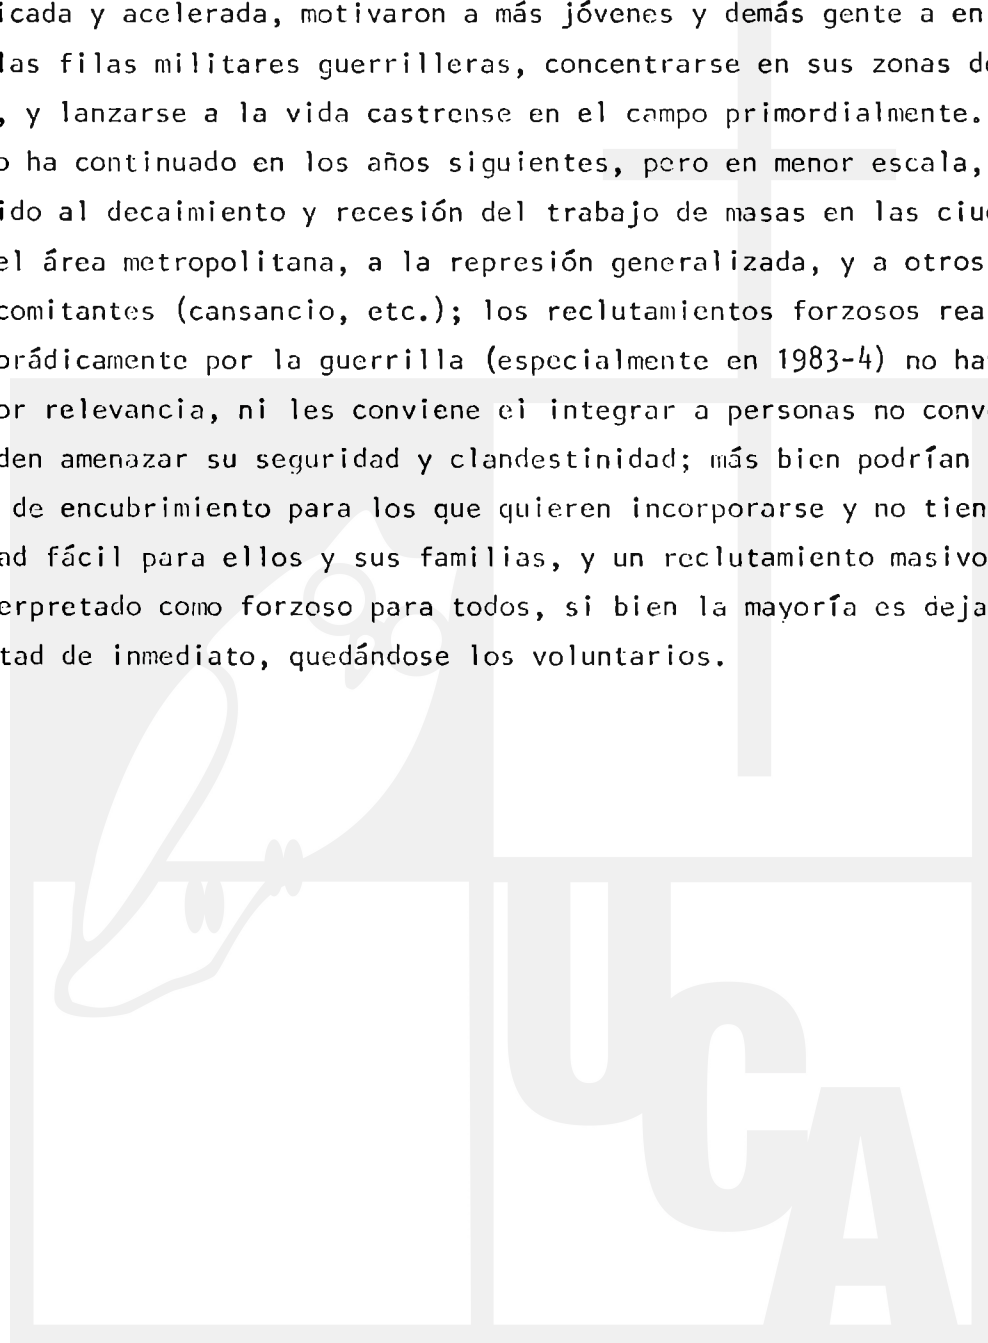 icada y acelerada, motivaron a más jóvenes y demás gente a en
las filas militares guerrilleras, concentrarse en sus zonas de
, y lanzarse a la vida castrense en el campo primordialmente.
o ha continuado en los años siguientes, pero en menor escala,
ido al decaimiento y recesión del trabajo de masas en las ciu
el área metropolitana, a la represión generalizada, y a otros
comitantes (cansancio, etc.); los reclutamientos forzosos rea
orádicamente por la guerrilla (especialmente en 1983-4) no ha
or relevancia, ni les conviene el integrar a personas no conv
den amenazar su seguridad y clandestinidad; más bien podrían
de encubrimiento para los que quieren incorporarse y no tien
ad fácil para ellos y sus familias, y un reclutamiento masivo
erpretado como forzoso para todos, si bien la mayoría es deja
tad de inmediato, quedándose los voluntarios.
UCA